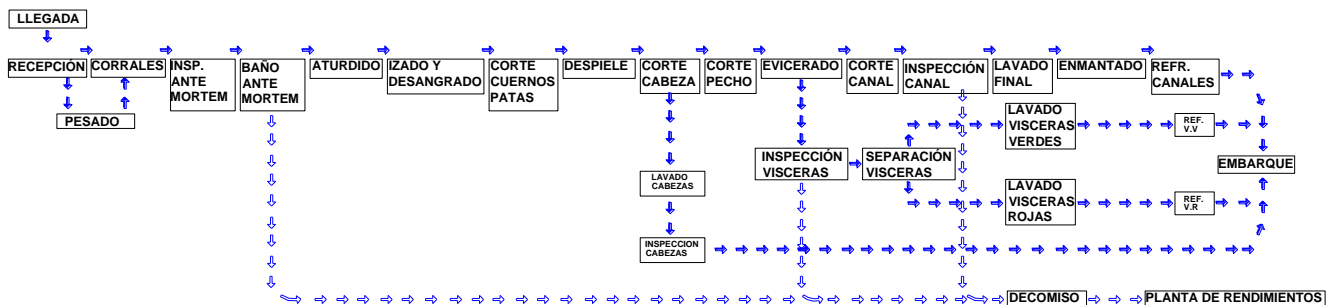 LLEGADA
RECEPCIÓN
CORRALES
PESADO
INSP.
ANTE
MORTEM
BAÑO
ANTE
MORTEM
ATURDIDO
IZADO Y
DESANGRADO
CORTE
CUERNOS
PATAS
DESPIELE
CORTE
CABEZA
CORTE
PECHO
EVICERADO
CORTE
CANAL
INSPECCIÓN
CANAL
LAVADO
FINAL
ENMANTADO
REFR.
CANALES
LAVADO
CABEZAS
INSPECCION
CABEZAS
INSPECCIÓN
VISCERAS
SEPARACIÓN
VISCERAS
LAVADO
VISCERAS
VERDES
REF.
V.V
LAVADO
VISCERAS
ROJAS
REF.
V.R
EMBARQUE
DECOMISO
PLANTA DE RENDIMIENTOS